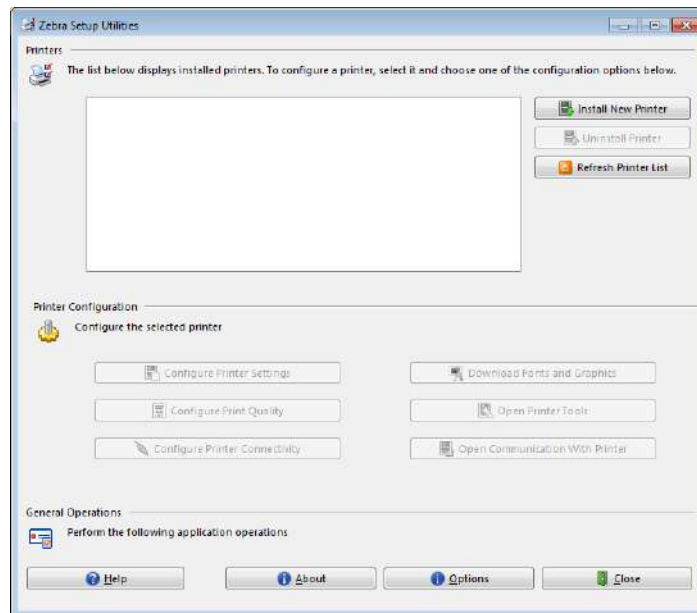 Zebra Setup Utilities
Printers
The list below displays installed printers. To configure a printer, select it and choose one of the configuration options below.
Install New Printer
Uninstall Printer
Refresh Printer List
Printer Configuration
Configure the selected printer
Configure Printer Settings
Download Fonts and Graphics
Configure Print Quality
Open Printer Tools
Configure Printer Connectivity
Open Communication With Printer
General Operations
Perform the following application operations
Help
About
Options
Close